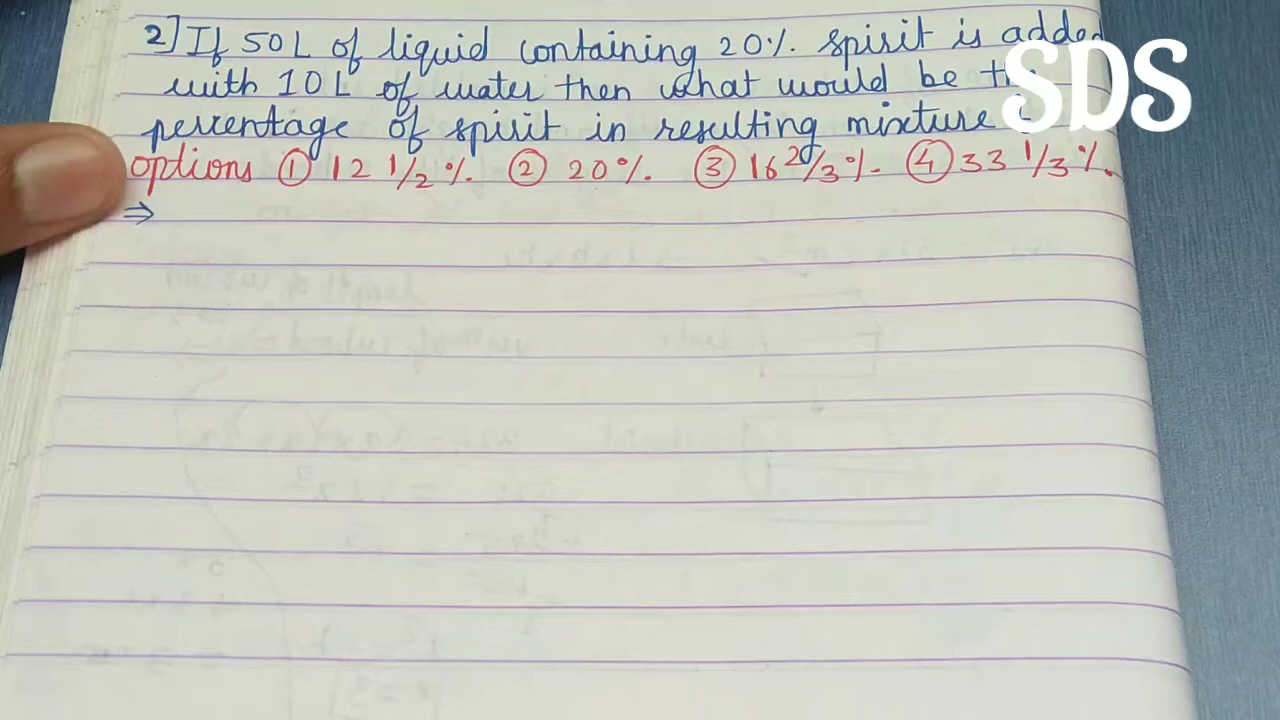 2] If 50L of liquid containing 20% spirit is added
with 10L of water then what would be the
percentage of spirit in resulting mixture
options ① 12 1/2 %. ② 20%. ③ 16 2/3 %. ④ 33 1/3 %.
⇒
SDS